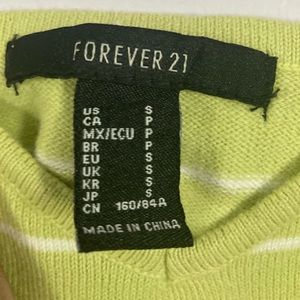 FOREVER 21
US S
CA P
MX/ECU P
BR P
EU S
UK S
KR S
JP S
CN 160/84A
MADE IN CHINA